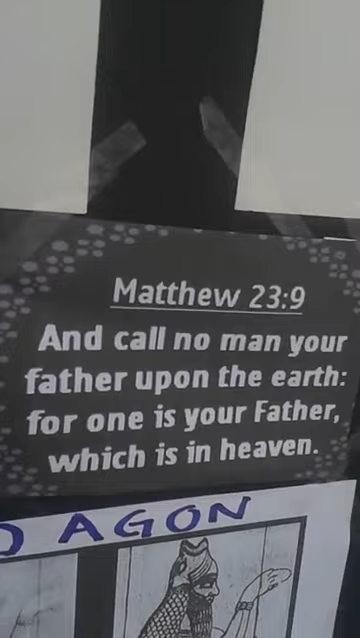 Matthew 23:9
And call no man your
father upon the earth:
for one is your Father,
which is in heaven.
AGON